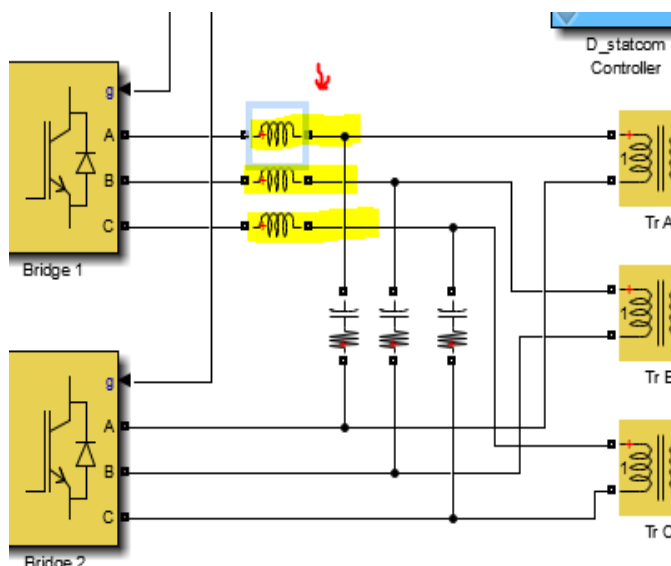 D_statcom
Controller
g
A
B
C
Bridge 1
1
Tr A
1
Tr B
g
A
B
C
Bridge 2
1
Tr C